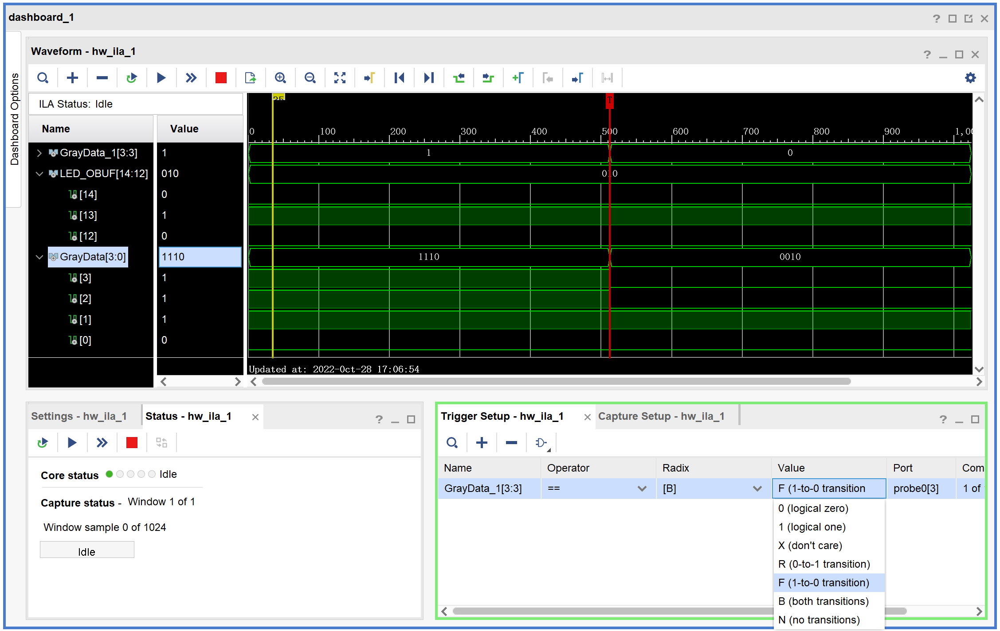 dashboard_1
Dashboard Options
Waveform - hw_ila_1
ILA Status: Idle
Name Value
0 100 200 300 400 500 600 700 800 900
T
GrayData_1[3:3] 1 1 0
LED_OBUF[14:12] 010 010
[14] 0
[13] 1
[12] 0
GrayData[3:0] 1110 1110 0010
[3] 1
[2] 1
[1] 1
[0] 0
Updated at: 2022-Oct-28 17:06:54
Settings - hw_ila_1 Status - hw_ila_1
Core status Idle
Capture status - Window 1 of 1
Window sample 0 of 1024
Idle
Trigger Setup - hw_ila_1 Capture Setup - hw_ila_1
Name Operator Radix Value Port Com
GrayData_1[3:3] == [B] F (1-to-0 transition probe0[3] 1 of
0 (logical zero)
1 (logical one)
X (don't care)
R (0-to-1 transition)
F (1-to-0 transition)
B (both transitions)
N (no transitions)